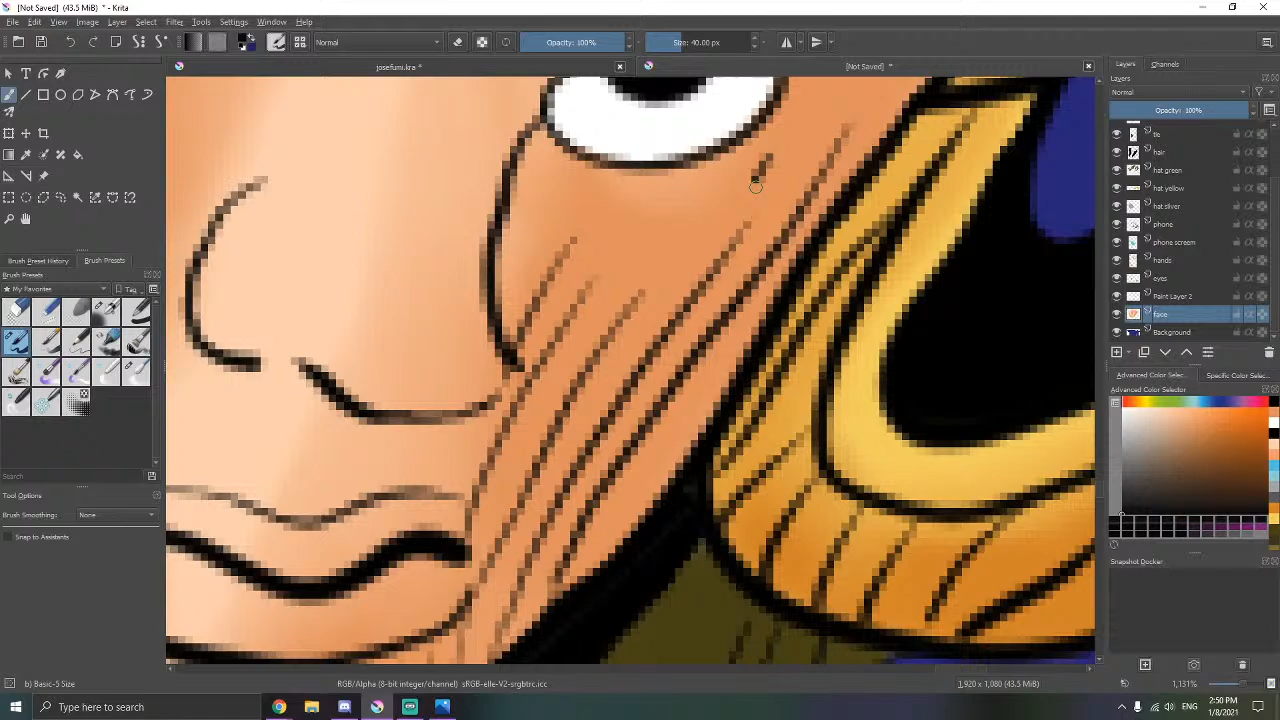 [Not Saved] (43.5 MiB) * - Krita
File Edit View Image Layer Select Filter Tools Settings Window Help
Normal
Opacity: 100%
Size: 40.00 px
josefumi.kra *
[Not Saved] *
Layers
Channels
Layers
Normal
Opacity: 100%
tie
hair
hat green
hat yellow
hat silver
phone
phone screen
hands
eyes
Paint Layer 2
face
Background
Brush Preset History
Brush Presets
Brush Presets
My Favorites
Tag
Search
Tool Options
Brush Smoothing: None
Snap to Assistants
Advanced Color Selec...
Specific Color Selec...
Advanced Color Selector
Snapshot Docker
b) Basic-5 Size
RGB/Alpha (8-bit integer/channel) sRGB-elle-V2-srgbtrc.icc
1,920 x 1,080 (43.5 MiB)
1,131%
Type here to search
2:50 PM
1/8/2021